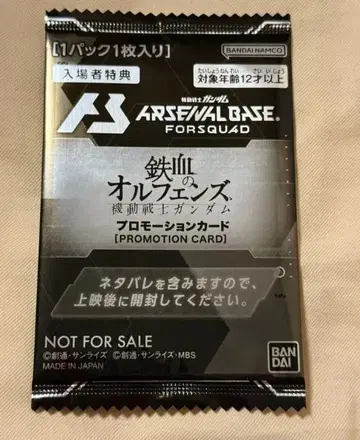 [1パック1枚入り]
BANDAI NAMCO
入場者特典
たいしょうねんれい さい いじょう
対象年齢12才以上
機動戦士ガンダム
ARSENAL BASE®
FORSQUAD
鉄血の
オルフェンズ
機動戦士ガンダム
プロモーションカード
[PROMOTION CARD]
ネタバレを含みますので、
上映後に開封してください。
NOT FOR SALE
©創通・サンライズ ©創通・サンライズ・MBS
MADE IN JAPAN
BAN
DAI